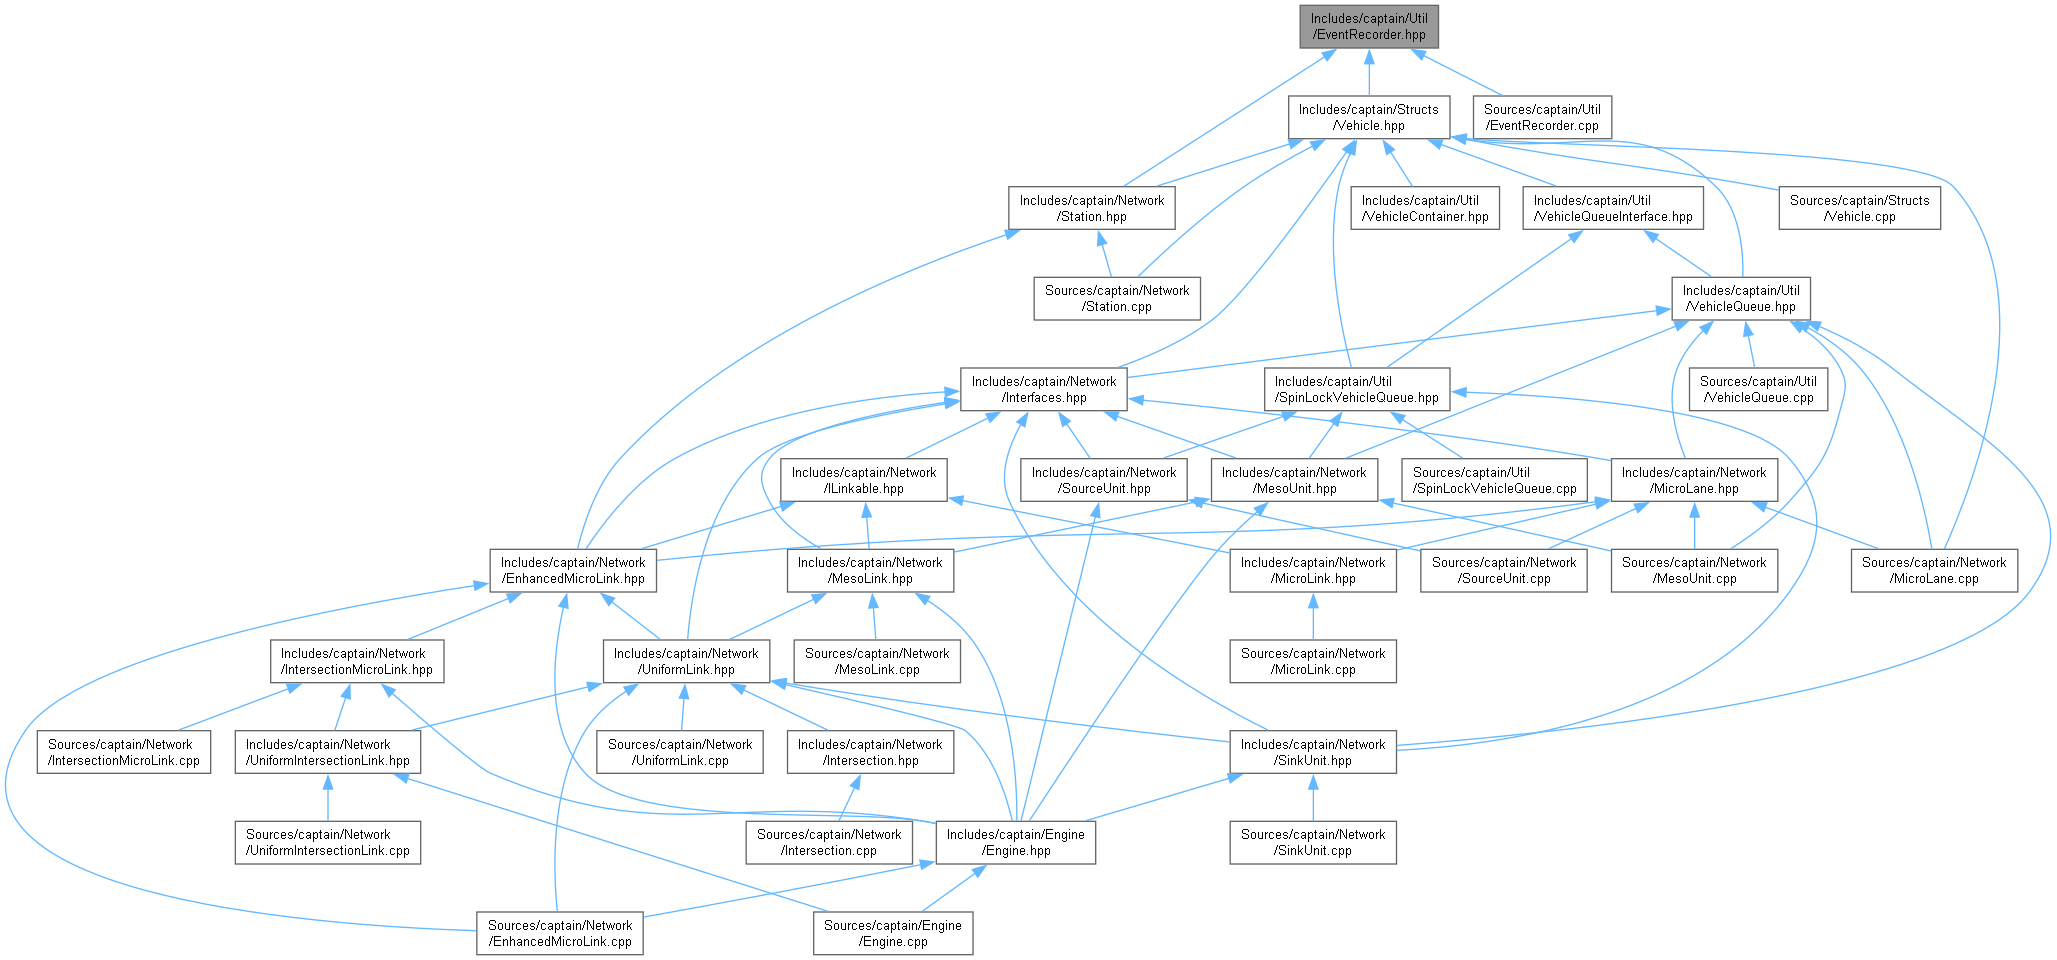 Includes/captain/Util
/EventRecorder.hpp
Includes/captain/Structs
/Vehicle.hpp
Sources/captain/Util
/EventRecorder.cpp
Includes/captain/Network
/Station.hpp
Includes/captain/Util
/VehicleContainer.hpp
Includes/captain/Util
/VehicleQueueInterface.hpp
Sources/captain/Structs
/Vehicle.cpp
Sources/captain/Network
/Station.cpp
Includes/captain/Util
/VehicleQueue.hpp
Includes/captain/Network
/Interfaces.hpp
Includes/captain/Util
/SpinLockVehicleQueue.hpp
Sources/captain/Util
/VehicleQueue.cpp
Includes/captain/Network
/ILinkable.hpp
Includes/captain/Network
/SourceUnit.hpp
Includes/captain/Network
/MesoUnit.hpp
Sources/captain/Util
/SpinLockVehicleQueue.cpp
Includes/captain/Network
/MicroLane.hpp
Includes/captain/Network
/EnhancedMicroLink.hpp
Includes/captain/Network
/MesoLink.hpp
Includes/captain/Network
/MicroLink.hpp
Sources/captain/Network
/SourceUnit.cpp
Sources/captain/Network
/MesoUnit.cpp
Sources/captain/Network
/MicroLane.cpp
Includes/captain/Network
/IntersectionMicroLink.hpp
Includes/captain/Network
/UniformLink.hpp
Sources/captain/Network
/MesoLink.cpp
Sources/captain/Network
/MicroLink.cpp
Sources/captain/Network
/IntersectionMicroLink.cpp
Includes/captain/Network
/UniformIntersectionLink.hpp
Sources/captain/Network
/UniformLink.cpp
Includes/captain/Network
/Intersection.hpp
Includes/captain/Network
/SinkUnit.hpp
Sources/captain/Network
/UniformIntersectionLink.cpp
Sources/captain/Network
/Intersection.cpp
Includes/captain/Engine
/Engine.hpp
Sources/captain/Network
/SinkUnit.cpp
Sources/captain/Network
/EnhancedMicroLink.cpp
Sources/captain/Engine
/Engine.cpp